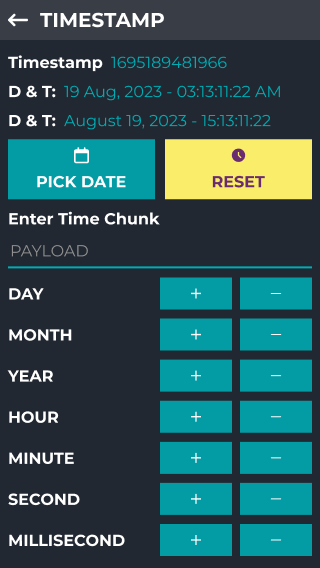 TIMESTAMP
Timestamp 1695189481966
D & T: 19 Aug, 2023 - 03:13:11:22 AM
D & T: August 19, 2023 - 15:13:11:22
PICK DATE RESET
Enter Time Chunk
PAYLOAD
DAY + −
MONTH + −
YEAR + −
HOUR + −
MINUTE + −
SECOND + −
MILLISECOND + −